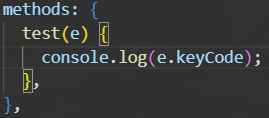 methods: {
  test(e) {
    console.log(e.keyCode);
  },
},